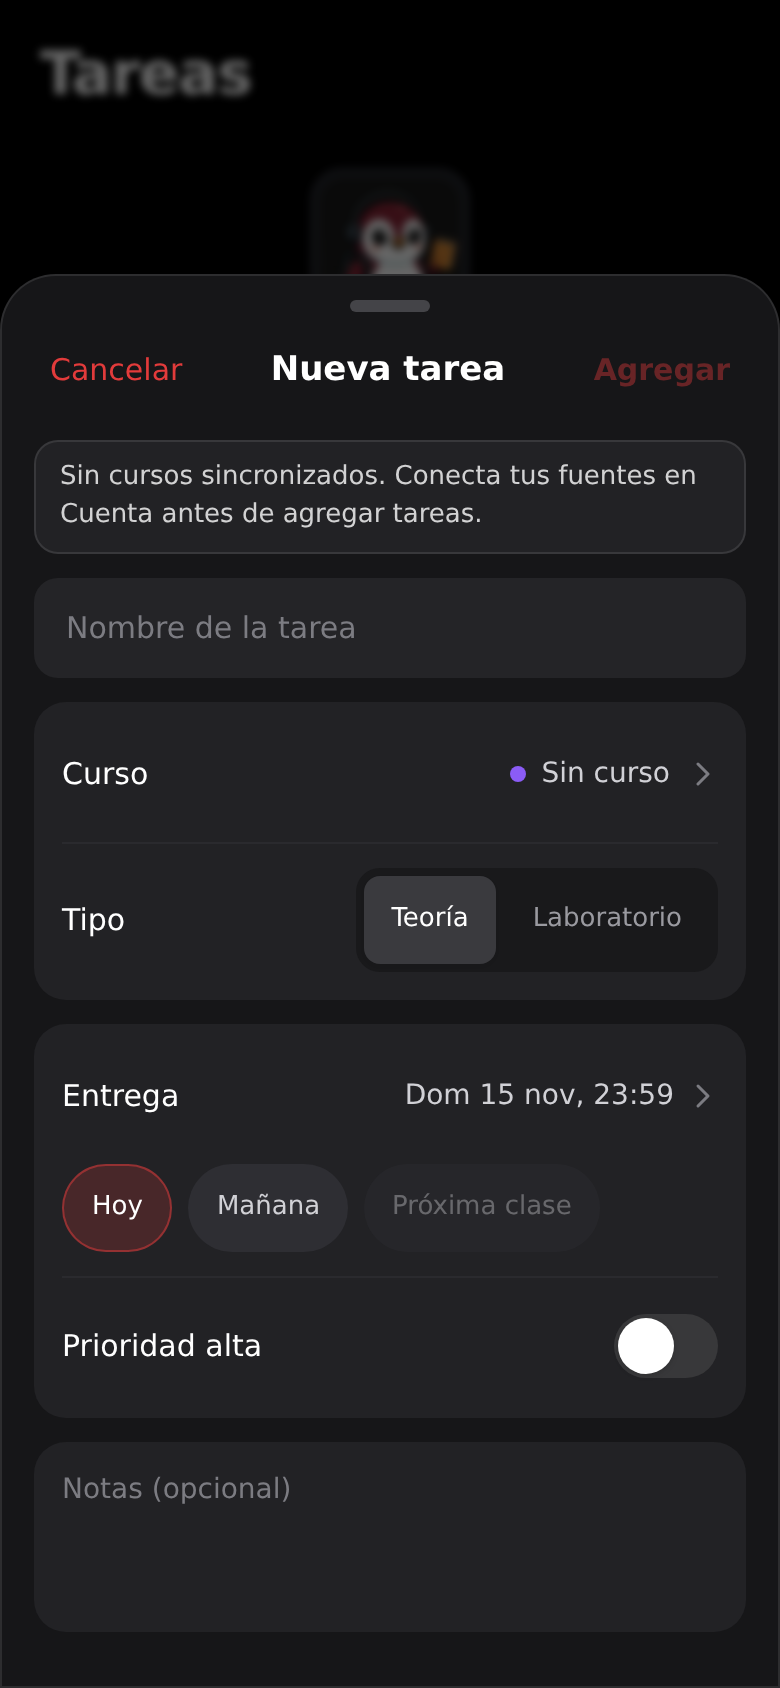 Tareas
Cancelar
Nueva tarea
Agregar
Sin cursos sincronizados. Conecta tus fuentes en
Cuenta antes de agregar tareas.
Nombre de la tarea
Curso
Sin curso
Tipo
Teoría
Laboratorio
Entrega
Dom 15 nov, 23:59
Hoy
Mañana
Próxima clase
Prioridad alta
Notas (opcional)